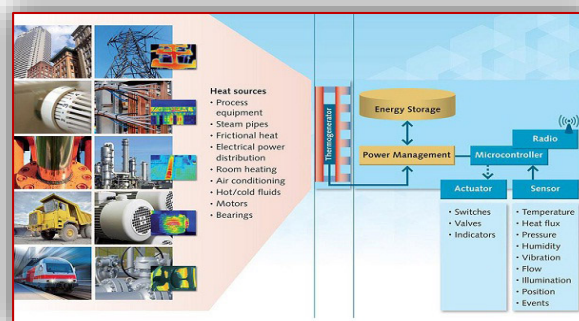 Heat sources
• Process
equipment
• Steam pipes
• Frictional heat
• Electrical power
distribution
• Room heating
• Air conditioning
• Hot/cold fluids
• Motors
• Bearings
Thermogenerator
Energy Storage
Power Management
Radio
Microcontroller
Actuator
Sensor
• Switches
• Valves
• Indicators
• Temperature
• Heat flux
• Pressure
• Humidity
• Vibration
• Flow
• Illumination
• Position
• Events